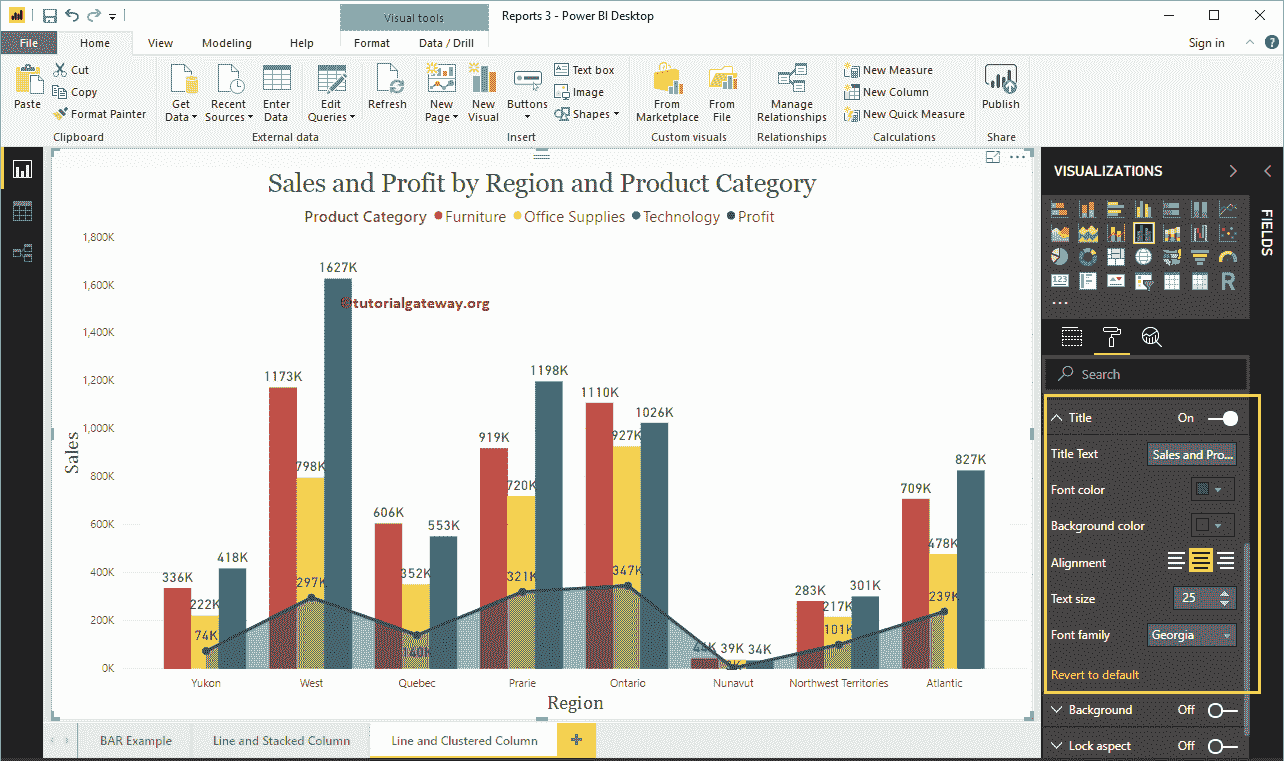 Visual tools
Reports 3 - Power BI Desktop
File Home View Modeling Help Format Data / Drill Sign in
Paste
Cut
Copy
Format Painter
Clipboard
Get Data
Recent Sources
Enter Data
Edit Queries
Refresh
External data
New Page
New Visual
Buttons
Text box
Image
Shapes
Insert
From Marketplace
From File
Custom visuals
Manage Relationships
Relationships
New Measure
New Column
New Quick Measure
Calculations
Publish
Share
Sales and Profit by Region and Product Category
Product Category Furniture Office Supplies Technology Profit
1,800K
1,600K
1,400K
1,200K
1,000K
800K
600K
400K
200K
0K
Sales
©tutorialgateway.org
336K 222K 418K 74K
1173K 798K 1627K 297K
606K 352K 553K 140K
919K 720K 1198K 321K
1110K 927K 1026K 347K
44K 39K 34K
283K 217K 301K 101K
709K 478K 827K 239K
Yukon West Quebec Prarie Ontario Nunavut Northwest Territories Atlantic
Region
BAR Example Line and Stacked Column Line and Clustered Column +
VISUALIZATIONS
FIELDS
123
R
Search
Title On
Title Text Sales and Pro...
Font color
Background color
Alignment
Text size 25
Font family Georgia
Revert to default
Background Off
Lock aspect Off